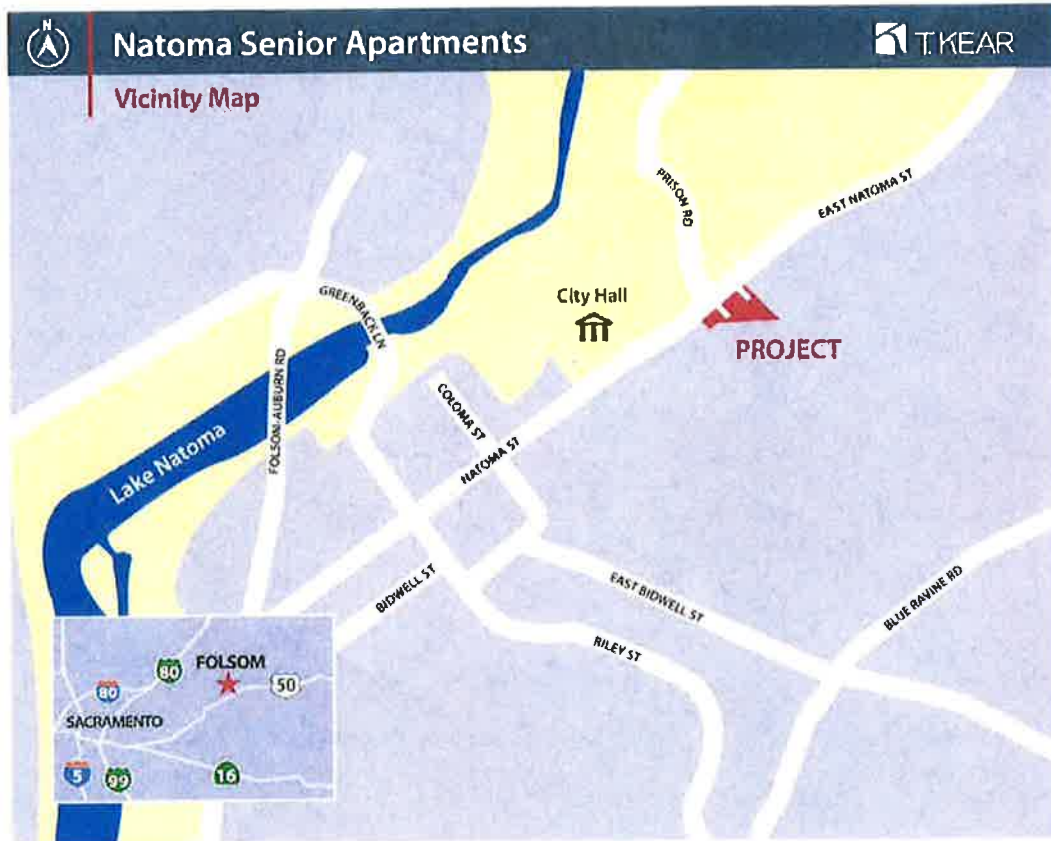 N
Natoma Senior Apartments
T.KEAR
Vicinity Map
PRISON RD
EAST NATOMA ST
GREENBACK LN
City Hall
PROJECT
FOLSOM-AUBURN RD
COLOMA ST
Lake Natoma
NATOMA ST
BIDWELL ST
EAST BIDWELL ST
BLUE RAVINE RD
RILEY ST
FOLSOM
80
80
50
SACRAMENTO
5
99
16